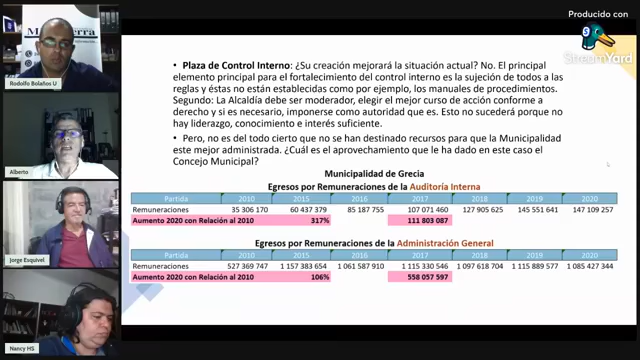 Producido con
StreamYard
Rodolfo Bolaños U
Alberto
Jorge Esquivel
Nancy HS.
• Plaza de Control Interno: ¿Su creación mejorará la situación actual? No. El principal
elemento principal para el fortalecimiento del control interno es la sujeción de todos a las
reglas y éstas no están establecidas como por ejemplo, los manuales de procedimientos.
Segundo: La Alcaldía debe ser moderador, elegir el mejor curso de acción conforme a
derecho y si es necesario, imponerse como autoridad que es. Esto no sucederá porque no
hay liderazgo, conocimiento e interés suficiente.
• Pero, no es del todo cierto que no se han destinado recursos para que la Municipalidad
este mejor administrada. ¿Cuál es el aprovechamiento que le ha dado en este caso el
Concejo Municipal?
Municipalidad de Grecia
Egresos por Remuneraciones de la Auditoría Interna
Partida 2010 2015 2016 2017 2018 2019 2020
Remuneraciones 35 306 170 60 437 379 85 187 755 107 071 460 127 905 625 145 551 641 147 109 257
Aumento 2020 con Relación al 2010 317% 111 803 087
Egresos por Remuneraciones de la Administración General
Partida 2010 2015 2016 2017 2018 2019 2020
Remuneraciones 527 369 747 1 157 383 654 1 061 587 910 1 115 330 546 1 097 618 704 1 115 889 577 1 085 427 344
Aumento 2020 con Relación al 2010 106% 558 057 597